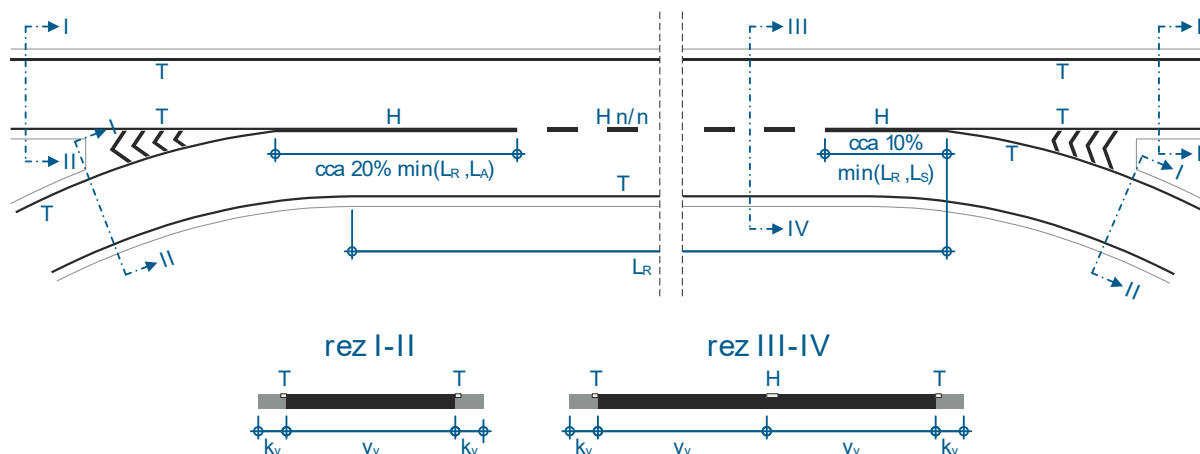 I III I
T T
T H H n/n H T
I
II cca 20% min(LR ,LA) cca 10% T I
T min(LR ,LS) I
T
II IV
LR II
rez I-II rez III-IV
T T T H T
kv vv kv kv vv vv kv